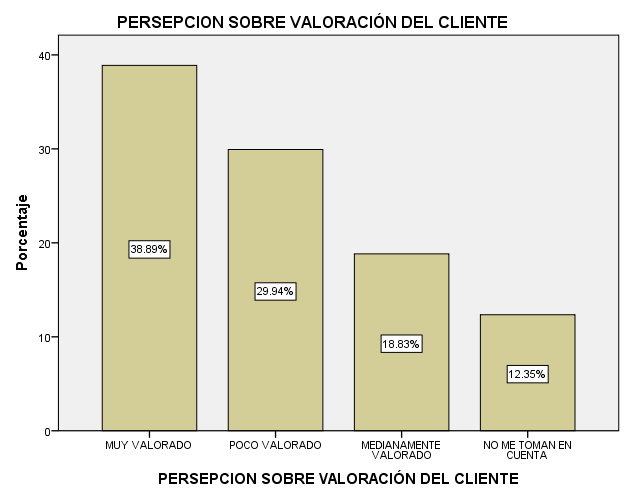 PERSEPCION SOBRE VALORACIÓN DEL CLIENTE
Porcentaje
40
30
20
10
0
38.89%
29.94%
18.83%
12.35%
MUY VALORADO
POCO VALORADO
MEDIANAMENTE
VALORADO
NO ME TOMAN EN
CUENTA
PERSEPCION SOBRE VALORACIÓN DEL CLIENTE